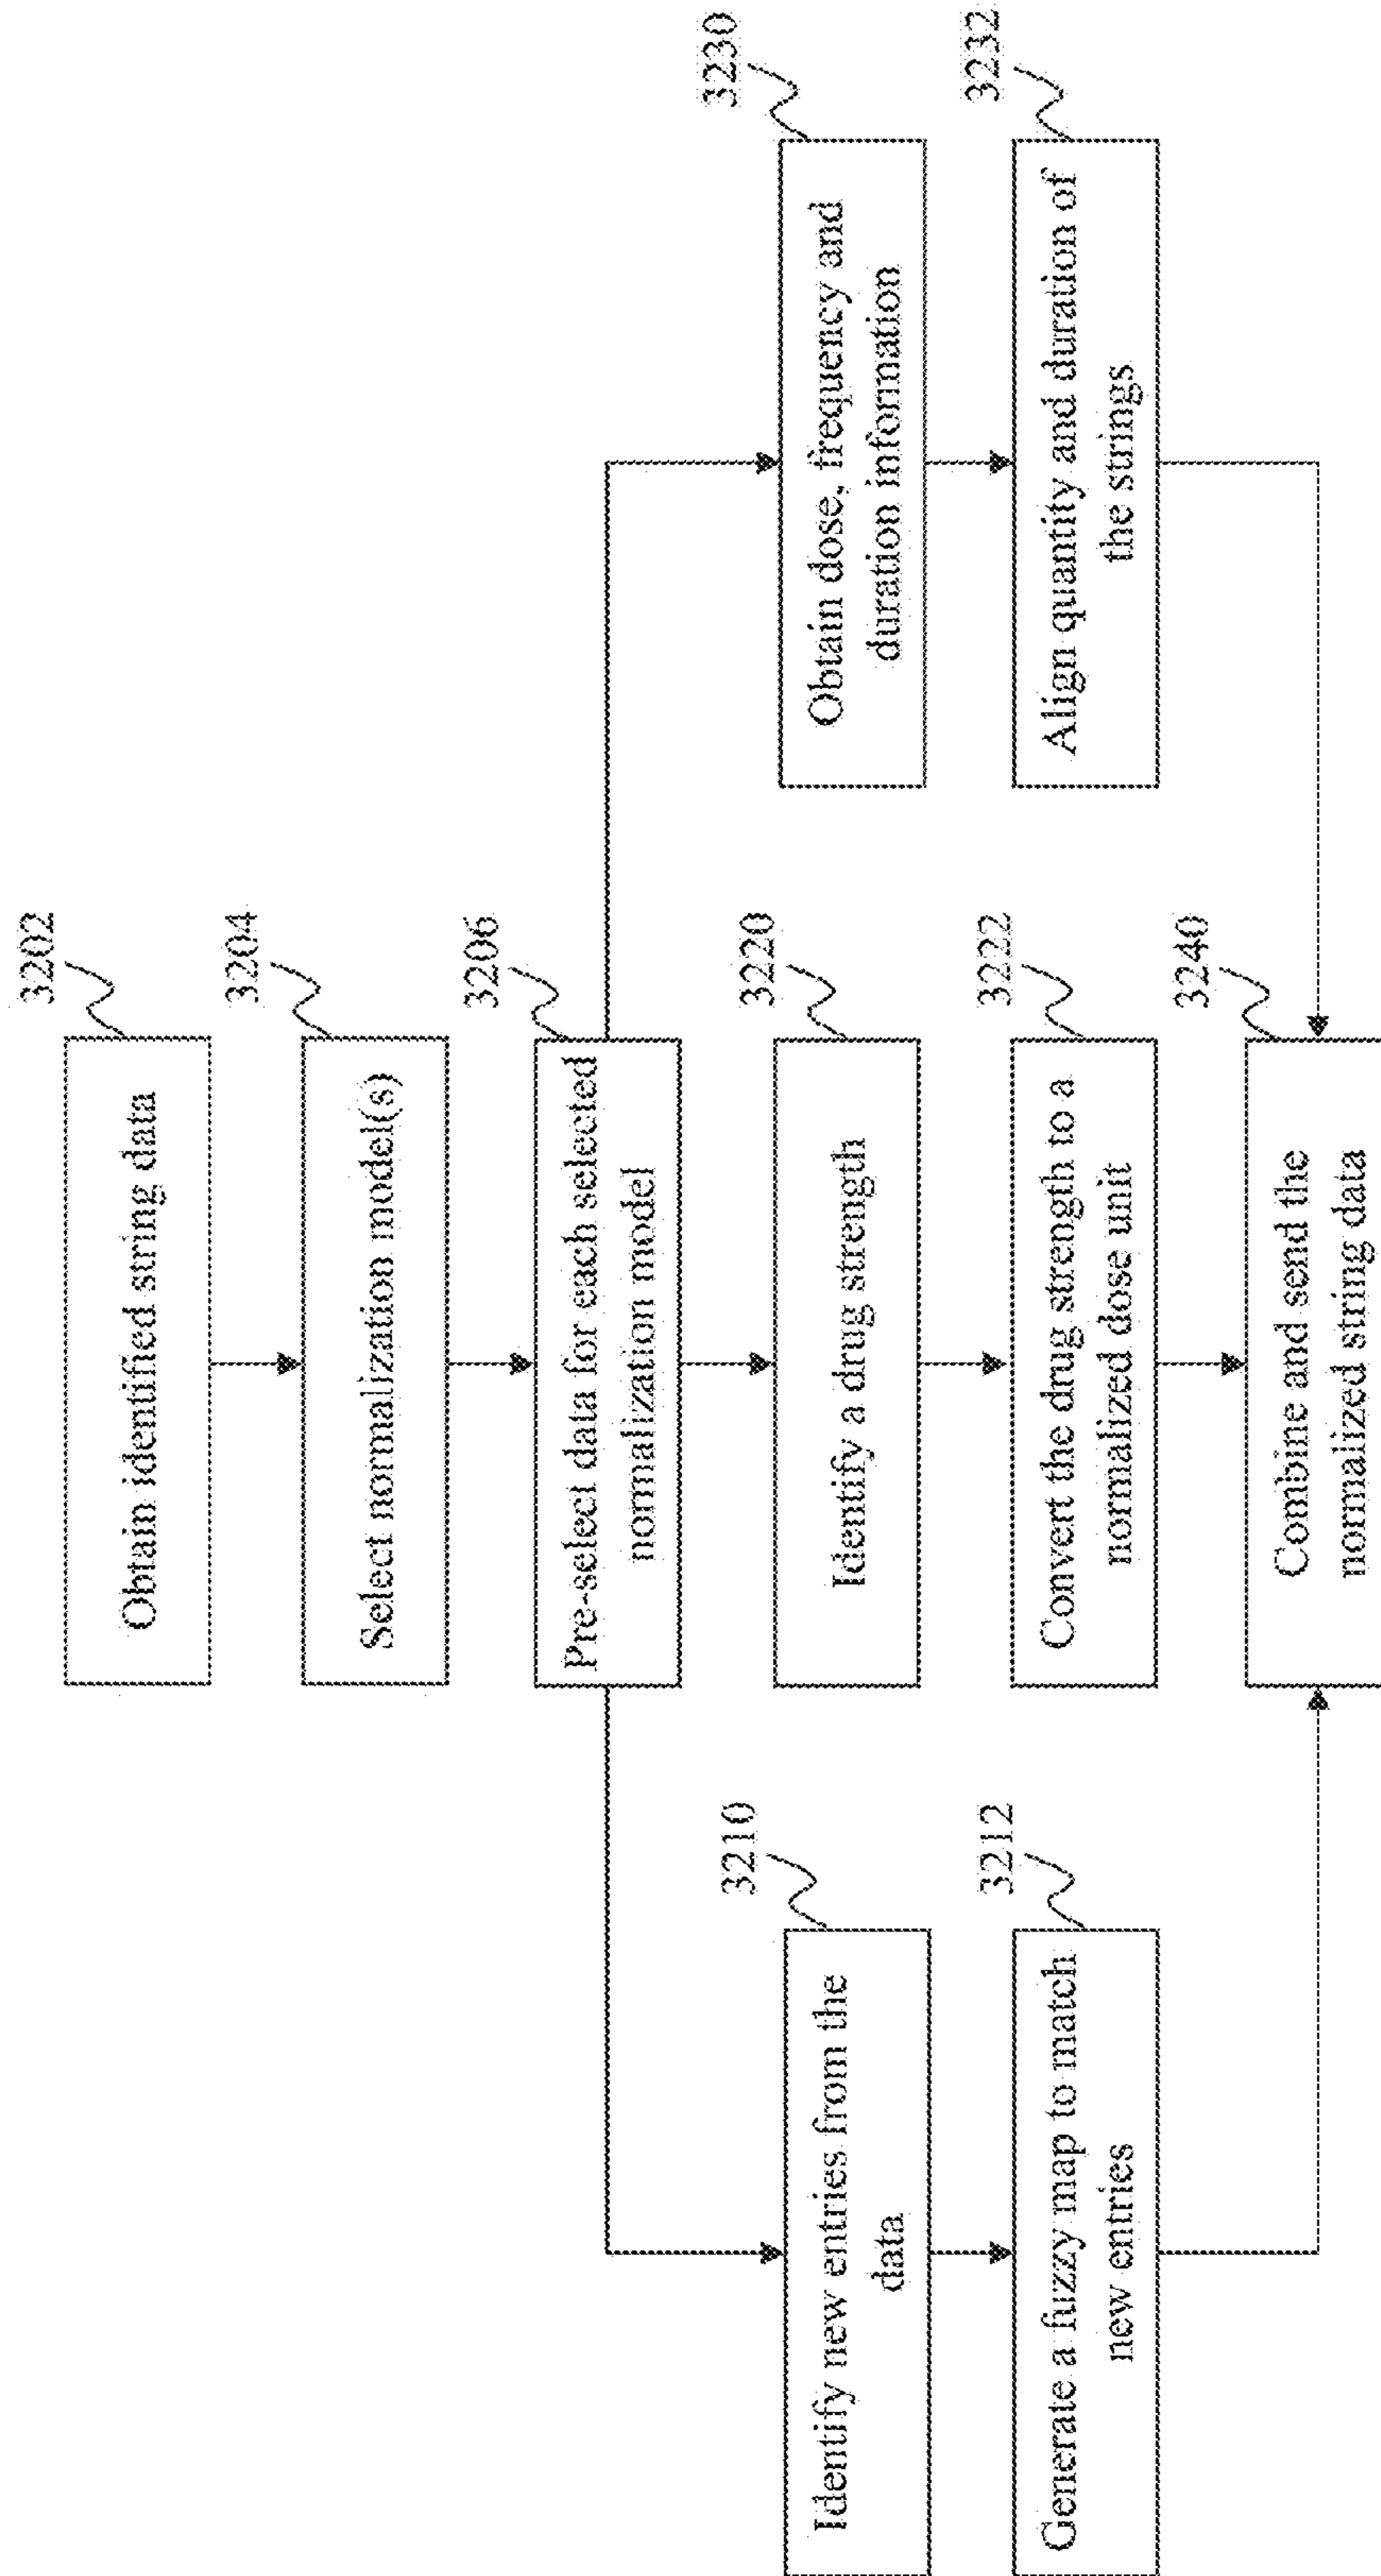 3202
Obtain identified string data
3204
Select normalization model(s)
3206
Pre-select data for each selected
normalization model
3210
Identify new entries from the
data
3212
Generate a fuzzy map to match
new entries
3220
Identify a drug strength
3222
Convert the drug strength to a
normalized dose unit
3230
Obtain dose, frequency and
duration information
3232
Align quantity and duration of
the strings
3240
Combine and send the
normalized string data